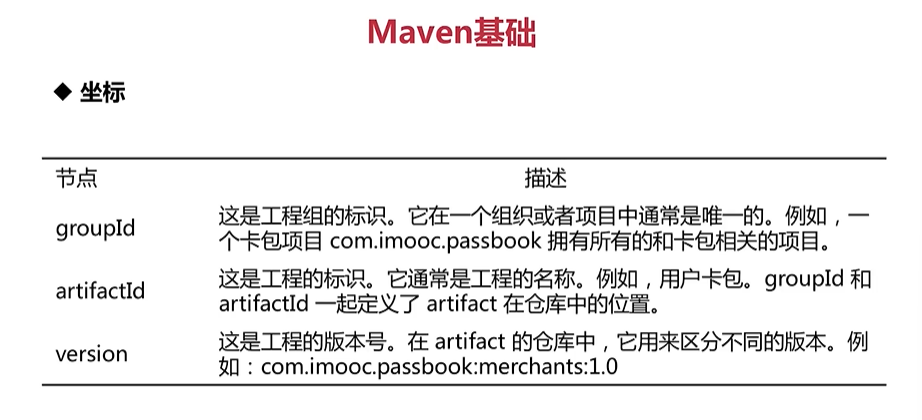 Maven基础
◆ 坐标
节点 描述
groupId 这是工程组的标识。它在一个组织或者项目中通常是唯一的。例如，一
个卡包项目 com.imooc.passbook 拥有所有的和卡包相关的项目。
artifactId 这是工程的标识。它通常是工程的名称。例如，用户卡包。groupId 和
artifactId 一起定义了 artifact 在仓库中的位置。
version 这是工程的版本号。在 artifact 的仓库中，它用来区分不同的版本。例
如：com.imooc.passbook:merchants:1.0